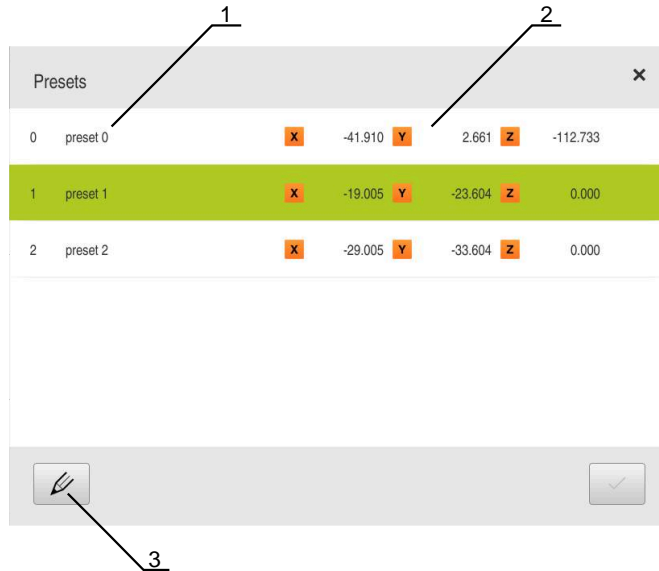 1 2
Presets ×
0 preset 0 X -41.910 Y 2.661 Z -112.733
1 preset 1 X -19.005 Y -23.604 Z 0.000
2 preset 2 X -29.005 Y -33.604 Z 0.000
3